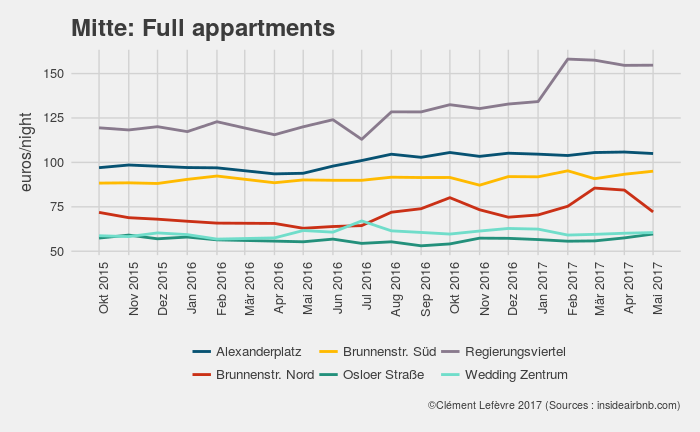 Mitte: Full appartments
euros/night
150
125
100
75
50
Okt 2015
Nov 2015
Dez 2015
Jan 2016
Feb 2016
Mär 2016
Apr 2016
Mai 2016
Jun 2016
Jul 2016
Aug 2016
Sep 2016
Okt 2016
Nov 2016
Dez 2016
Jan 2017
Feb 2017
Mär 2017
Apr 2017
Mai 2017
Alexanderplatz Brunnenstr. Süd Regierungsviertel
Brunnenstr. Nord Osloer Straße Wedding Zentrum
©Clément Lefèvre 2017 (Sources : insideairbnb.com)